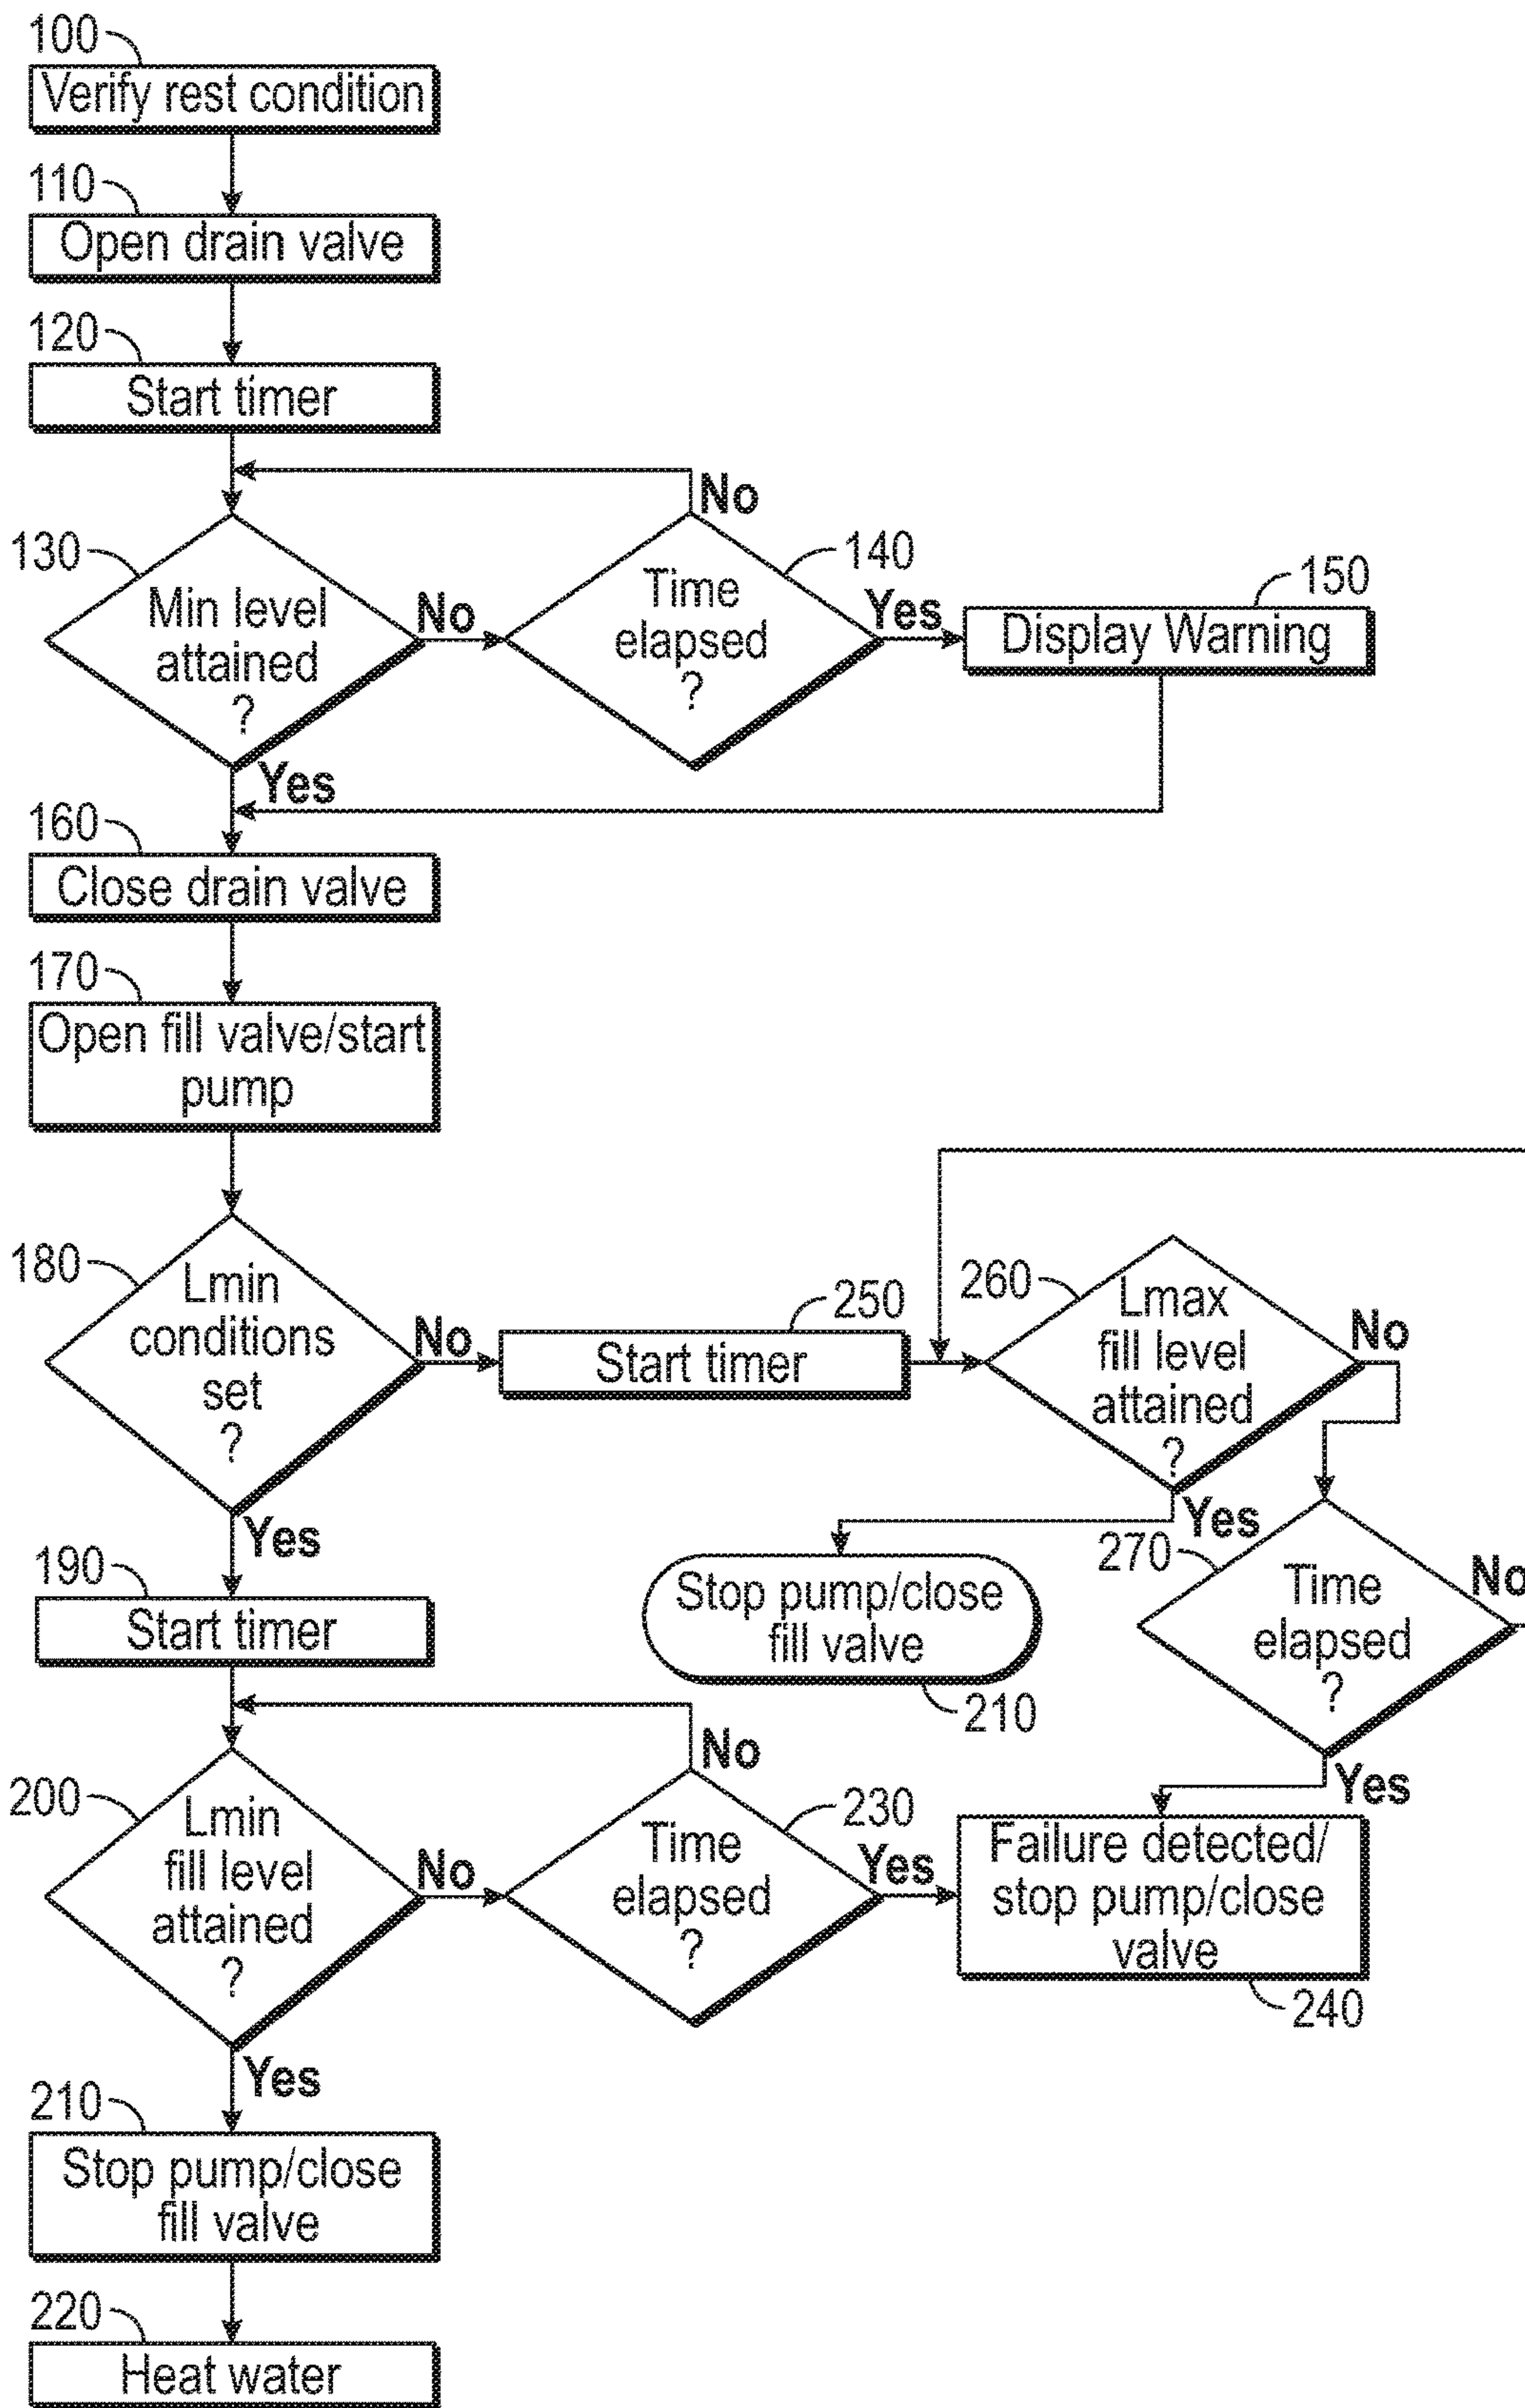 100
Verify rest condition
110
Open drain valve
120
Start timer
No
130
Min level
attained
?
No
140
Time
elapsed
?
Yes
150
Display Warning
Yes
160
Close drain valve
170
Open fill valve/start
pump
180
Lmin
conditions
set
?
No
250
Start timer
260
Lmax
fill level
attained
?
No
Yes
Yes
190
Start timer
Stop pump/close
fill valve
210
270
Time
elapsed
?
No
Yes
200
Lmin
fill level
attained
?
No
No
230
Time
elapsed
?
Yes
Failure detected/
stop pump/close
valve
240
Yes
210
Stop pump/close
fill valve
220
Heat water